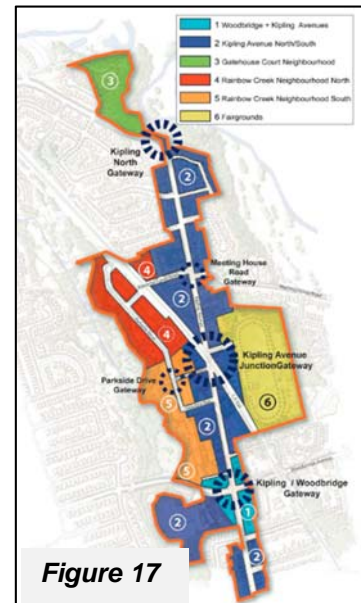 1 Woodbridge + Kipling Avenues
2 Kipling Avenue North/South
3 Gatehouse Court Neighbourhood
4 Rainbow Creek Neighbourhood North
5 Rainbow Creek Neighbourhood South
6 Fairgrounds
3
Kipling
North
Gateway
2
Meeting House
Road
Gateway
4
2
4
Kipling Avenue
JunctionGateway
Parkside Drive
Gateway
5
6
2
5
Kipling / Woodbridge
Gateway
2
1
2
Figure 17